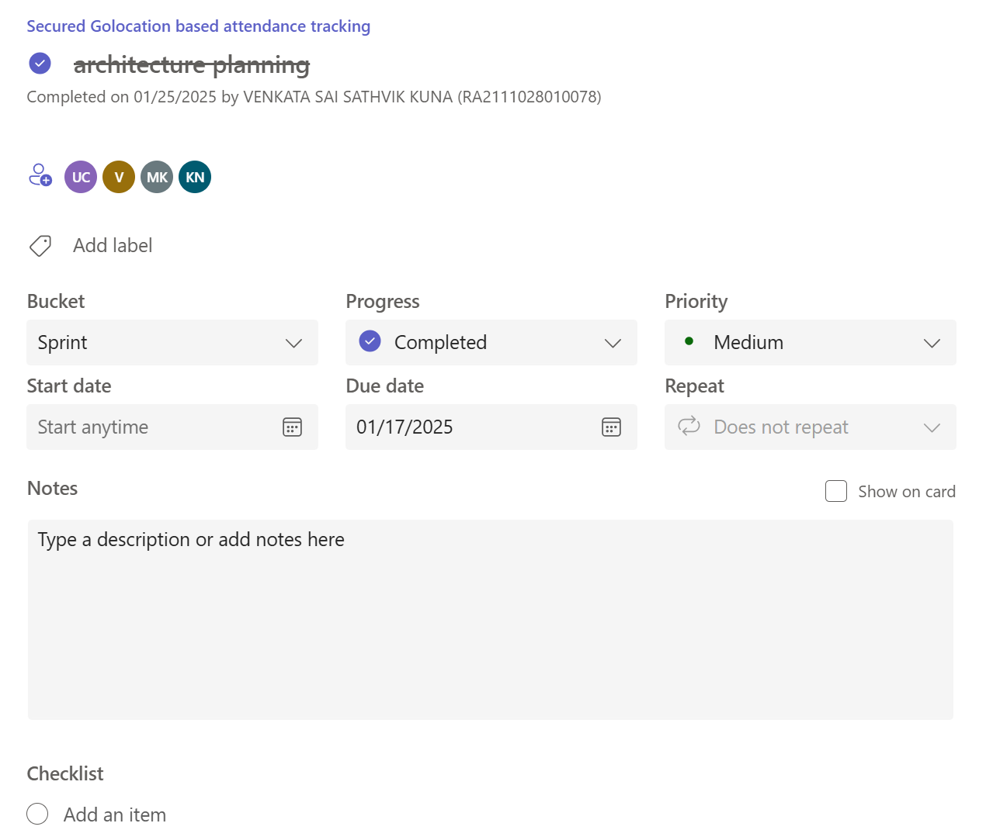 Secured Golocation based attendance tracking
architecture planning
Completed on 01/25/2025 by VENKATA SAI SATHVIK KUNA (RA2111028010078)
UC V MK KN
Add label
Bucket Progress Priority
Sprint Completed Medium
Start date Due date Repeat
Start anytime 01/17/2025 Does not repeat
Notes Show on card
Type a description or add notes here
Checklist
Add an item